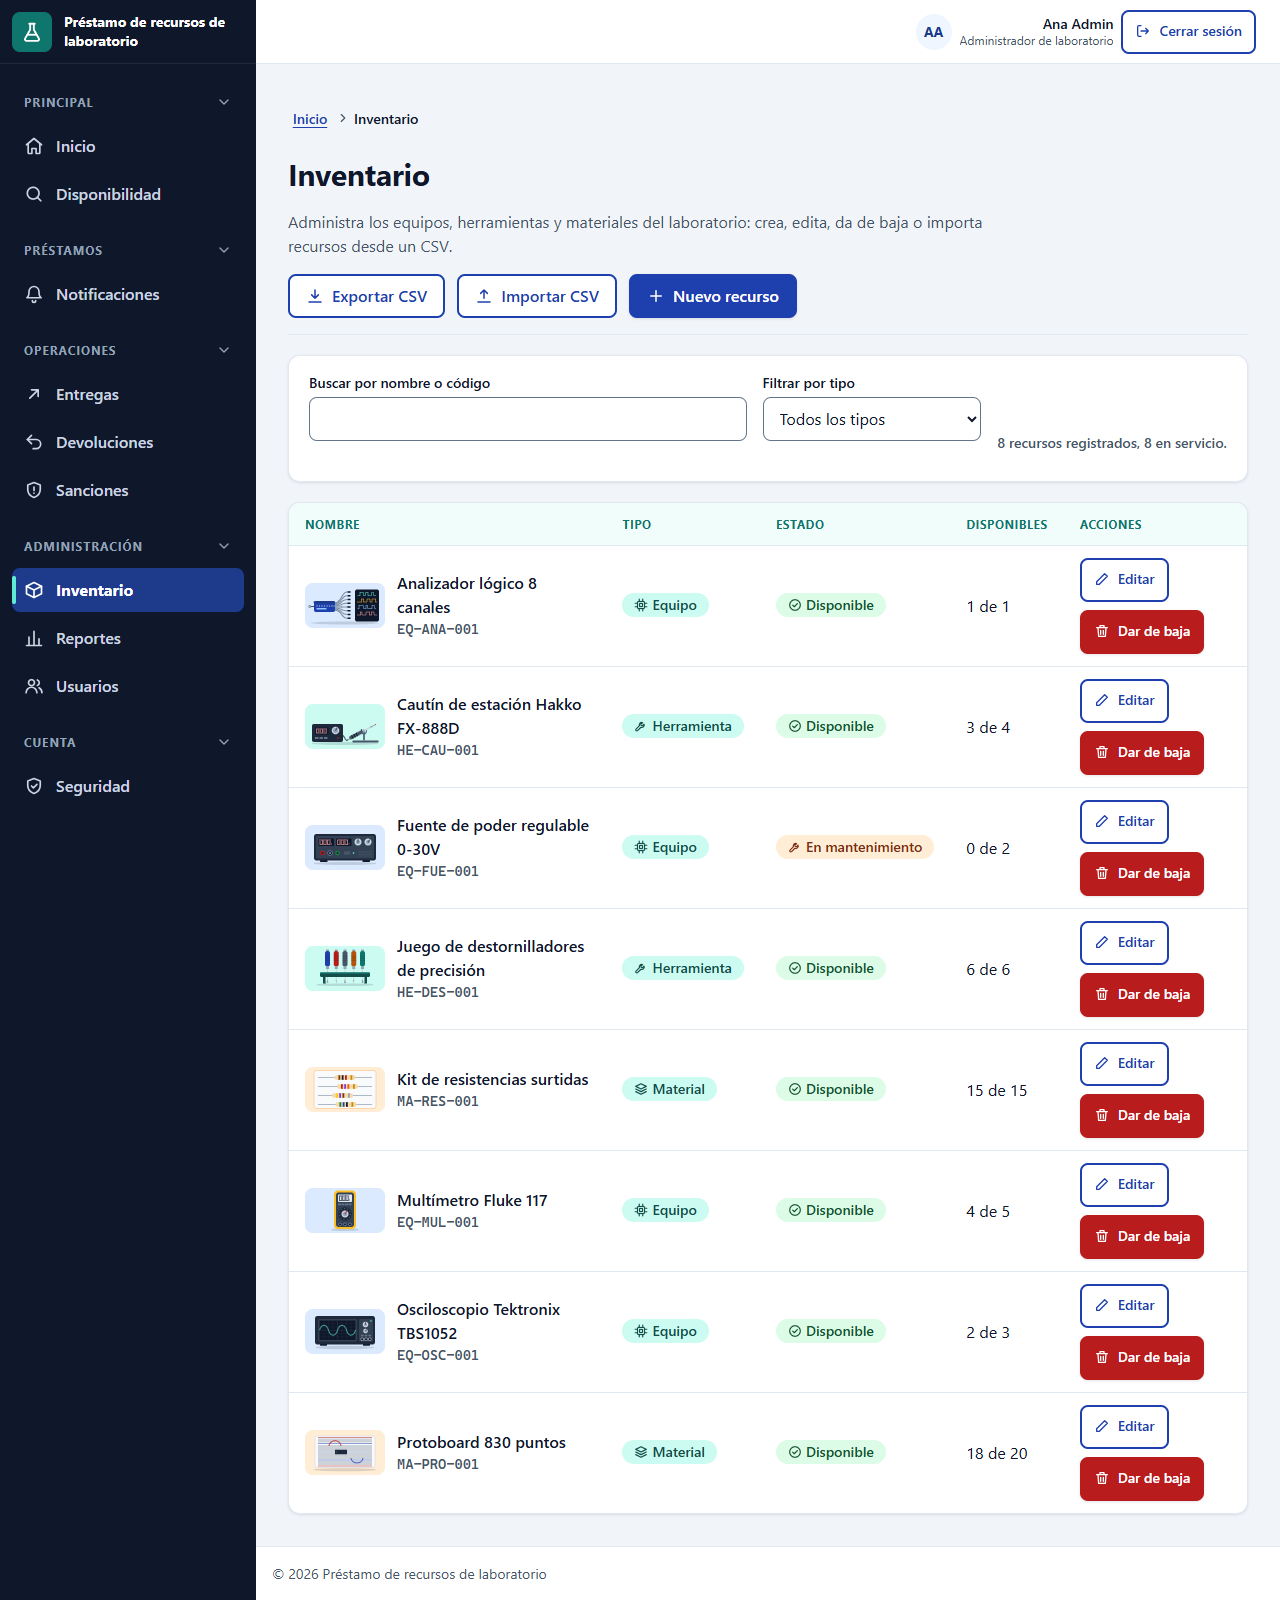 Préstamo de recursos de
laboratorio
AA
Ana Admin
Administrador de laboratorio
Cerrar sesión
PRINCIPAL
Inicio
Disponibilidad
PRÉSTAMOS
Notificaciones
OPERACIONES
Entregas
Devoluciones
Sanciones
ADMINISTRACIÓN
Inventario
Reportes
Usuarios
CUENTA
Seguridad
Inicio > Inventario
Inventario
Administra los equipos, herramientas y materiales del laboratorio: crea, edita, da de baja o importa
recursos desde un CSV.
Exportar CSV
Importar CSV
+ Nuevo recurso
Buscar por nombre o código
Filtrar por tipo
Todos los tipos
8 recursos registrados, 8 en servicio.
NOMBRE TIPO ESTADO DISPONIBLES ACCIONES
Analizador lógico 8
canales
EQ-ANA-001
Equipo
Disponible
1 de 1
Editar
Dar de baja
Cautín de estación Hakko
FX-888D
HE-CAU-001
Herramienta
Disponible
3 de 4
Editar
Dar de baja
Fuente de poder regulable
0-30V
EQ-FUE-001
Equipo
En mantenimiento
0 de 2
Editar
Dar de baja
Juego de destornilladores
de precisión
HE-DES-001
Herramienta
Disponible
6 de 6
Editar
Dar de baja
Kit de resistencias surtidas
MA-RES-001
Material
Disponible
15 de 15
Editar
Dar de baja
Multímetro Fluke 117
EQ-MUL-001
Equipo
Disponible
4 de 5
Editar
Dar de baja
Osciloscopio Tektronix
TBS1052
EQ-OSC-001
Equipo
Disponible
2 de 3
Editar
Dar de baja
Protoboard 830 puntos
MA-PRO-001
Material
Disponible
18 de 20
Editar
Dar de baja
© 2026 Préstamo de recursos de laboratorio